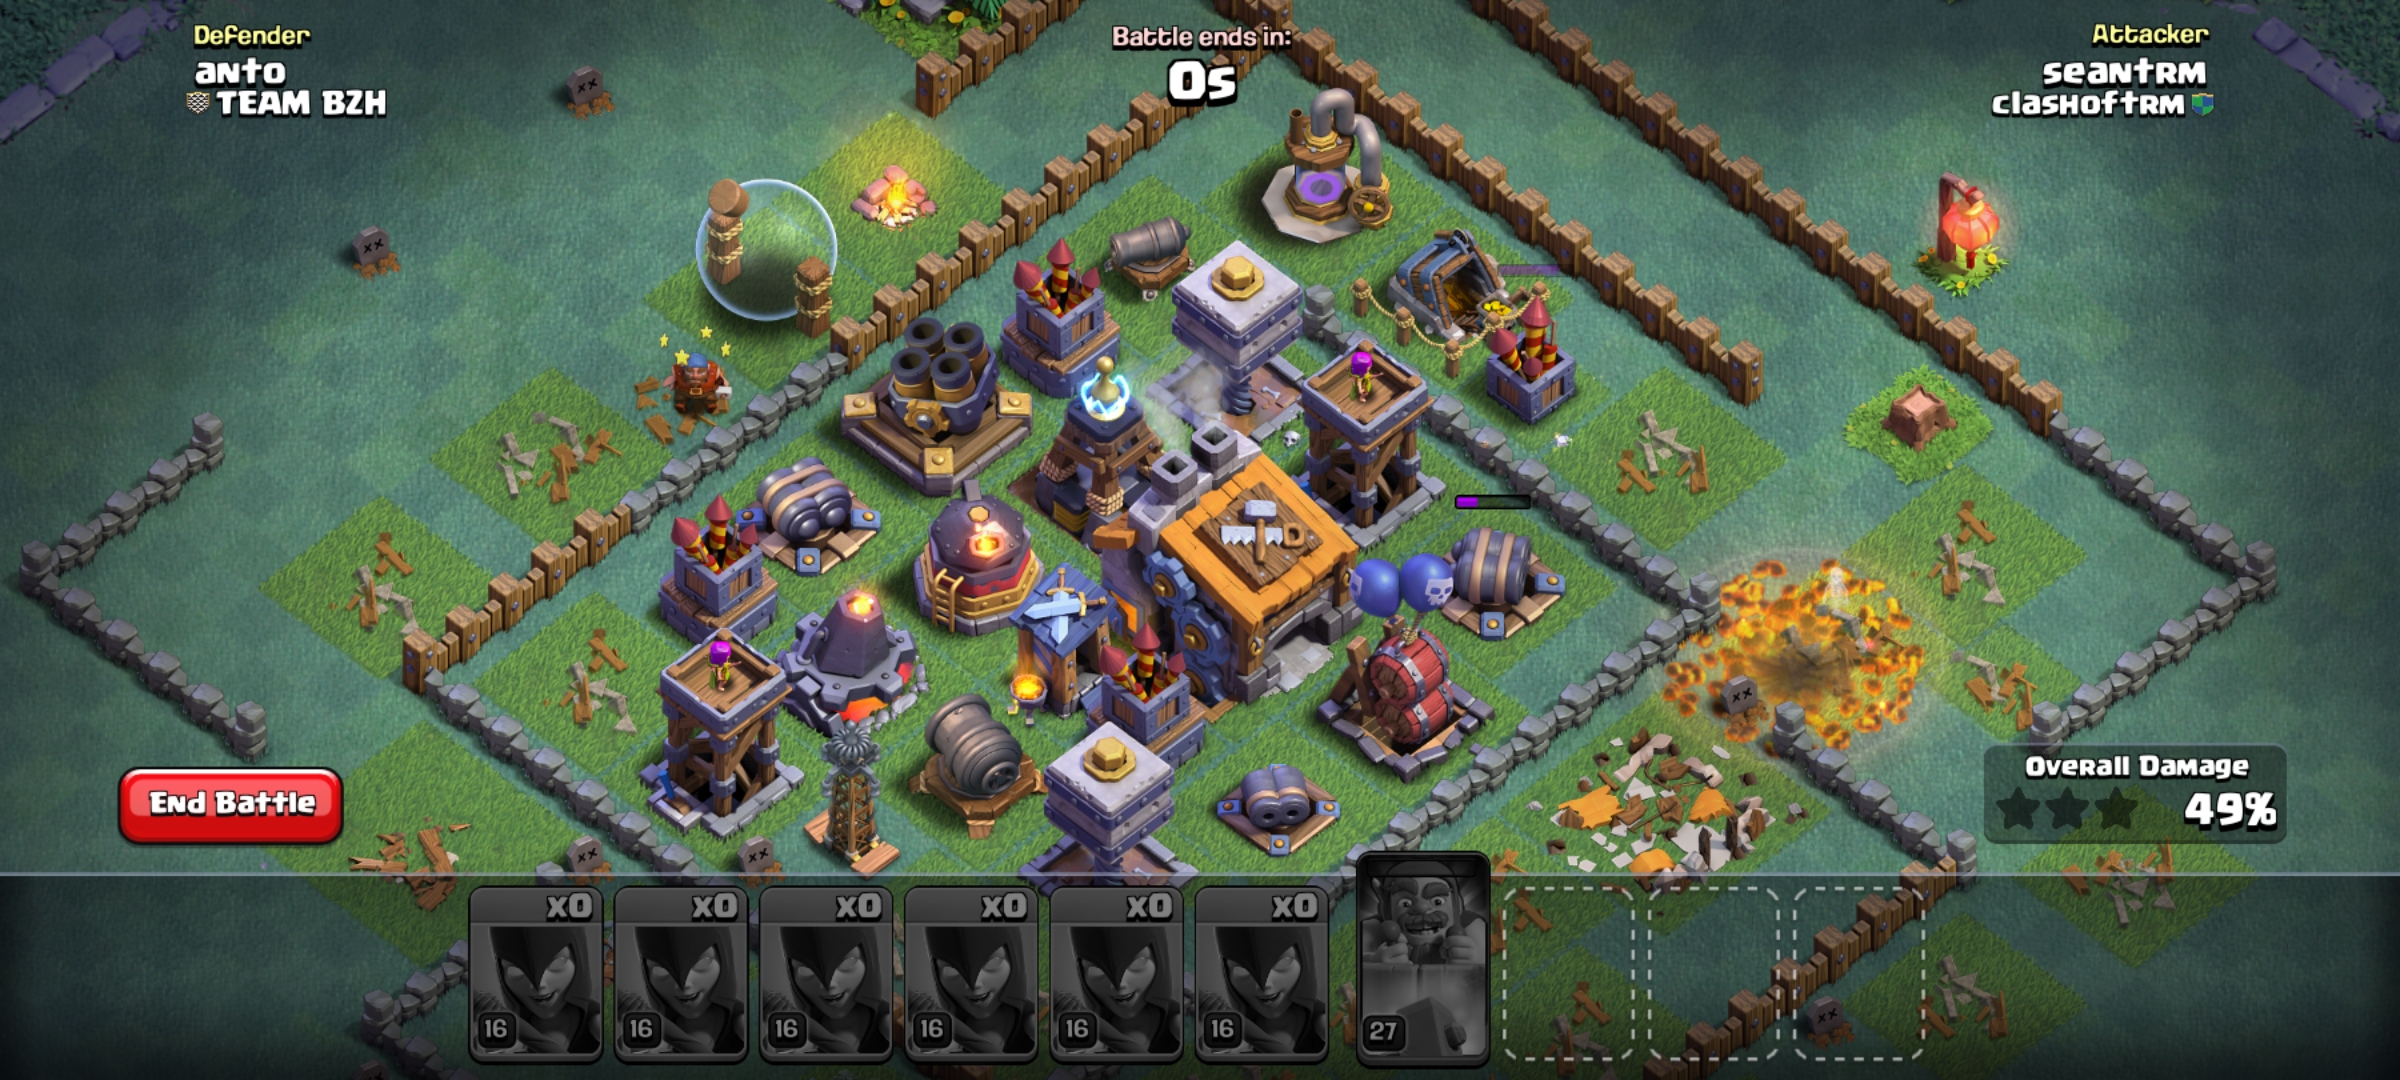 Defender
anto
TEAM BZH
Battle ends in:
0s
Attacker
seantRM
clashoftRM
End Battle
Overall Damage
49%
x0
x0
x0
x0
x0
x0
16
16
16
16
16
16
27